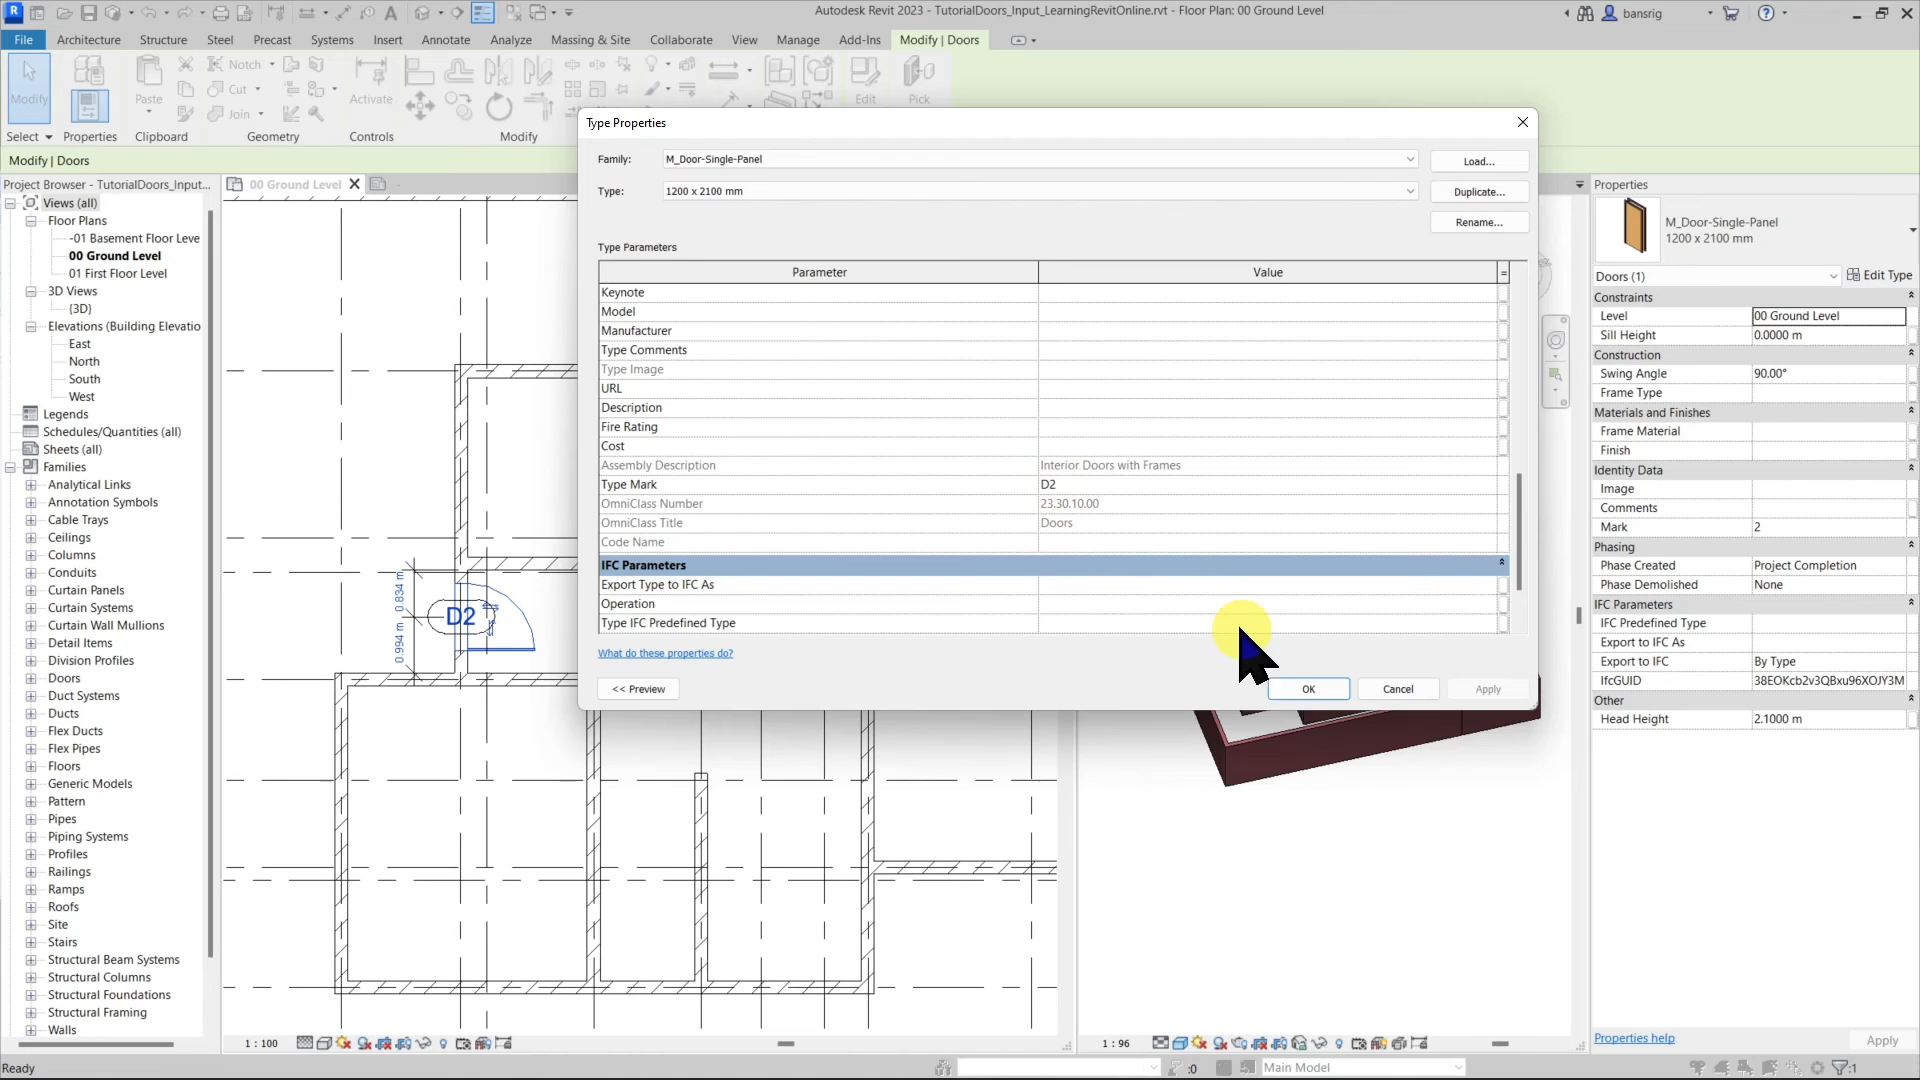 Autodesk Revit 2023 - TutorialDoors_Input_LearningRevitOnline.rvt - Floor Plan: 00 Ground Level
bansrig
File
Architecture
Structure
Steel
Precast
Systems
Insert
Annotate
Analyze
Massing & Site
Collaborate
View
Manage
Add-Ins
Modify | Doors
Modify
Paste
Notch
Cut
Join
Activate
Edit
Pick
Select
Properties
Clipboard
Geometry
Controls
Modify
Modify | Doors
Project Browser - TutorialDoors_Input...
Views (all)
Floor Plans
-01 Basement Floor Leve
00 Ground Level
01 First Floor Level
3D Views
{3D}
Elevations (Building Elevatio
East
North
South
West
Legends
Schedules/Quantities (all)
Sheets (all)
Families
Analytical Links
Annotation Symbols
Cable Trays
Ceilings
Columns
Conduits
Curtain Panels
Curtain Systems
Curtain Wall Mullions
Detail Items
Division Profiles
Doors
Duct Systems
Ducts
Flex Ducts
Flex Pipes
Floors
Generic Models
Pattern
Pipes
Piping Systems
Profiles
Railings
Ramps
Roofs
Site
Stairs
Structural Beam Systems
Structural Columns
Structural Foundations
Structural Framing
Walls
00 Ground Level
0.834 m
0.994 m
D2
1 : 100
1 : 96
Type Properties
Family:
M_Door-Single-Panel
Load...
Type:
1200 x 2100 mm
Duplicate...
Rename...
Type Parameters
Parameter
Value
=
Keynote
Model
Manufacturer
Type Comments
Type Image
URL
Description
Fire Rating
Cost
Assembly Description
Interior Doors with Frames
Type Mark
D2
OmniClass Number
23.30.10.00
OmniClass Title
Doors
Code Name
IFC Parameters
Export Type to IFC As
Operation
Type IFC Predefined Type
What do these properties do?
<< Preview
OK
Cancel
Apply
Properties
M_Door-Single-Panel
1200 x 2100 mm
Doors (1)
Edit Type
Constraints
Level
00 Ground Level
Sill Height
0.0000 m
Construction
Swing Angle
90.00°
Frame Type
Materials and Finishes
Frame Material
Finish
Identity Data
Image
Comments
Mark
2
Phasing
Phase Created
Project Completion
Phase Demolished
None
IFC Parameters
IFC Predefined Type
Export to IFC As
Export to IFC
By Type
IfcGUID
38EOKcb2v3QBxu96XOJY3M
Other
Head Height
2.1000 m
Properties help
Apply
Ready
:0
Main Model
:1